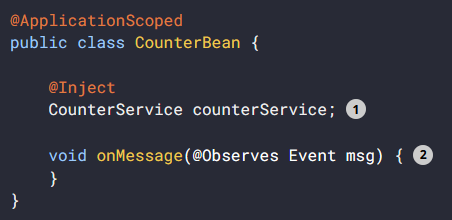 @ApplicationScoped
public class CounterBean {
@Inject
CounterService counterService; 1
void onMessage(@Observes Event msg) { 2
}
}